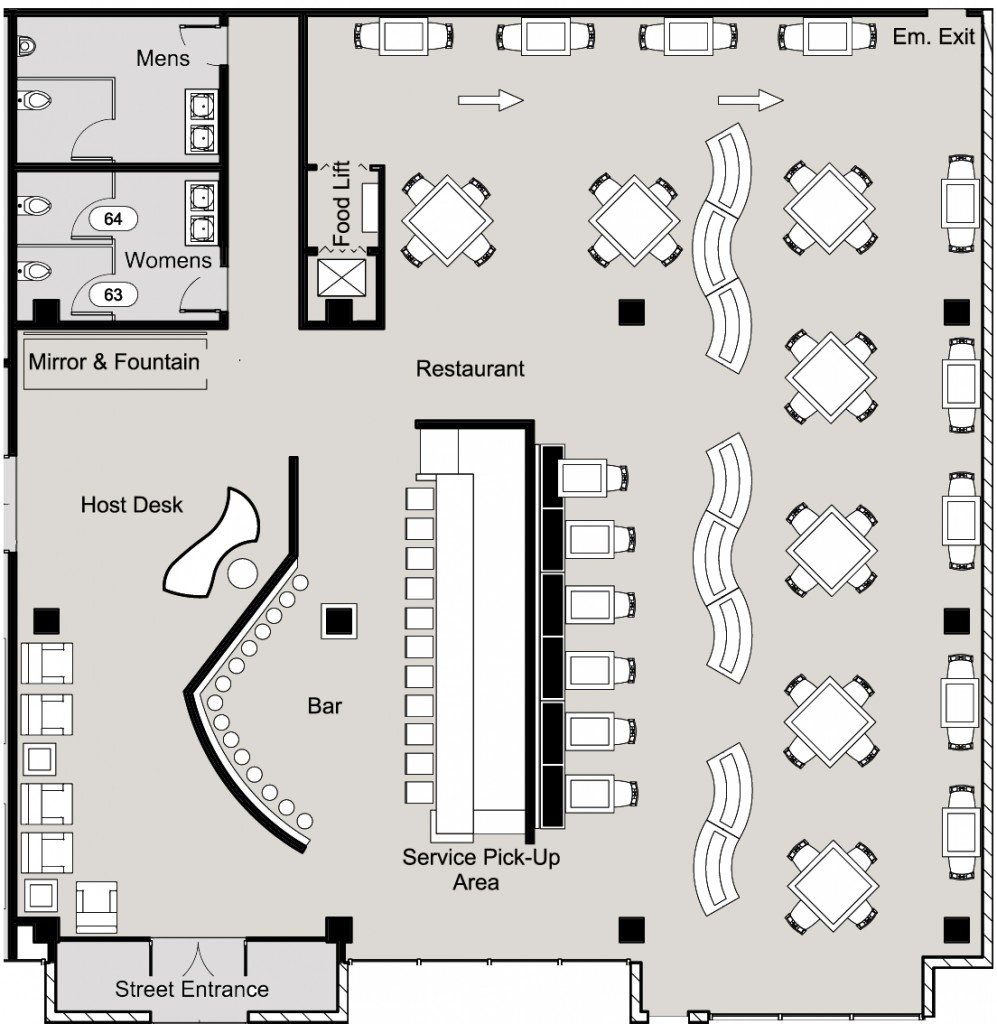 Mens
Em. Exit
Food Lift
64
Womens
63
Mirror & Fountain
Restaurant
Host Desk
Bar
Service Pick-Up
Area
Street Entrance